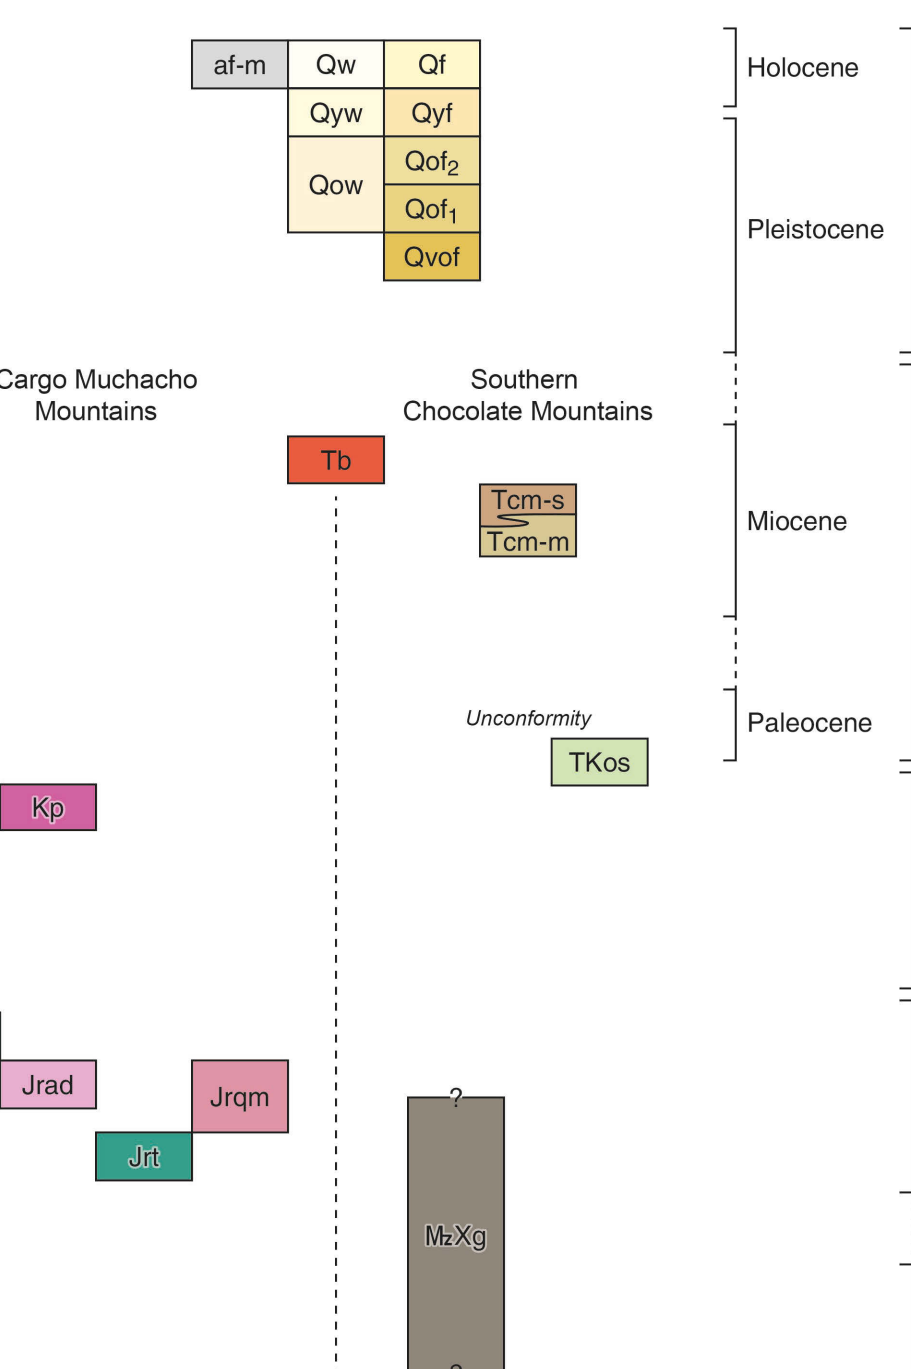 af-m Qw Qf
Holocene
Qyw Qyf
Qof2
Qow
Qof1
Pleistocene
Qvof
Cargo Muchacho
Mountains
Southern
Chocolate Mountains
Tb
Tcm-s
Miocene
Tcm-m
Unconformity
Paleocene
TKos
Kp
Jrad
Jrqm
?
Jrt
MzXg